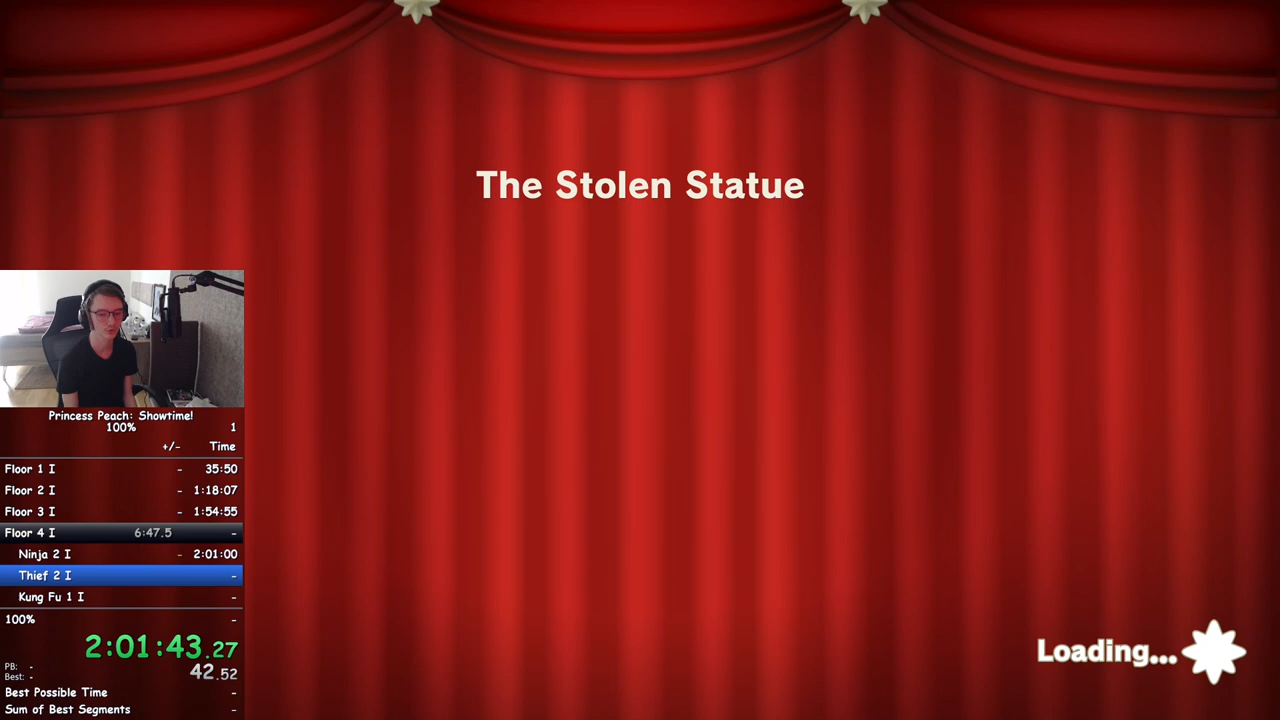 The Stolen Statue
Princess Peach: Showtime!
100% 1
+/- Time
Floor 1 I - 35:50
Floor 2 I - 1:18:07
Floor 3 I - 1:54:55
Floor 4 I 6:47.5 -
Ninja 2 I - 2:01:00
Thief 2 I -
Kung Fu 1 I -
100% -
2:01:43.27
PB: -
42.52
Best: -
Best Possible Time -
Sum of Best Segments -
Loading...